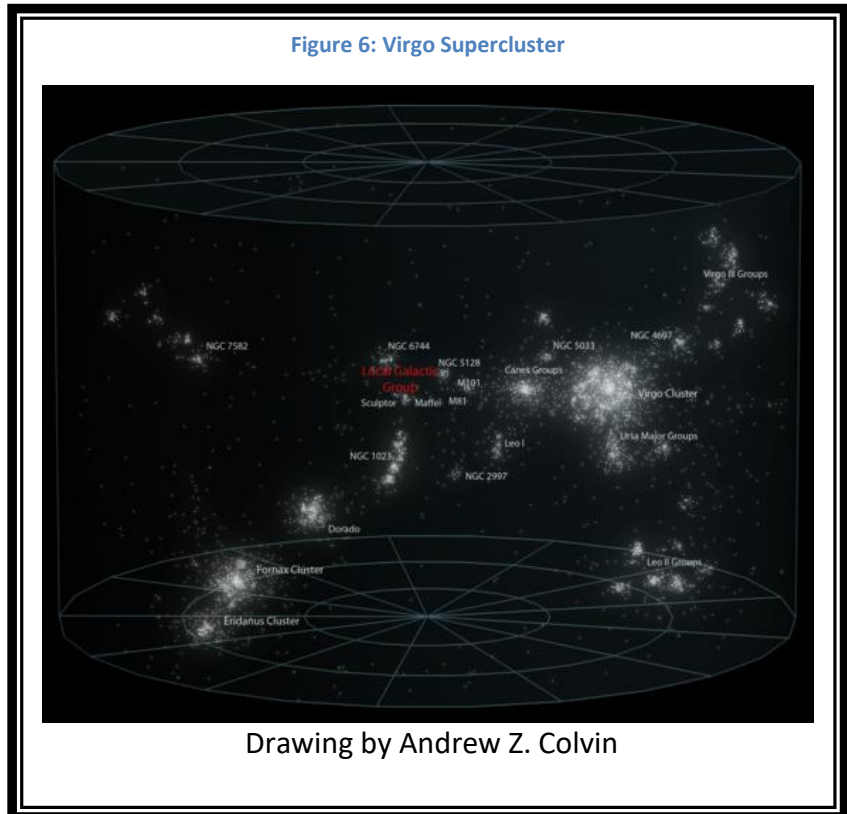 Figure 6: Virgo Supercluster
Virgo III Groups
NGC 7582
NGC 6744
NGC 5128
NGC 5033
NGC 4697
Local Galactic
Group
Canes Groups
M101
Sculptor
Maffei
M81
Virgo Cluster
Ursa Major Groups
Leo I
NGC 1023
NGC 2997
Dorado
Leo II Groups
Fornax Cluster
Eridanus Cluster
Drawing by Andrew Z. Colvin